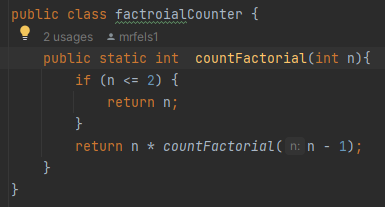 public class factroialCounter {
2 usages mrfels1
public static int  countFactorial(int n){
if (n <= 2) {
return n;
}
return n * countFactorial( n: n - 1);
}
}